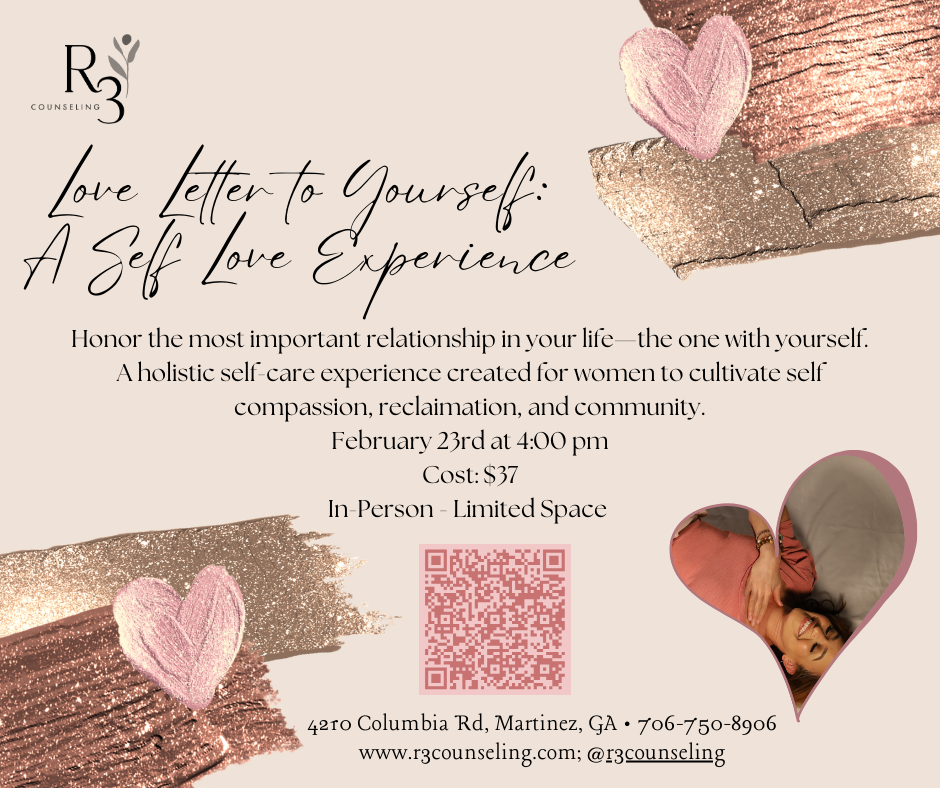 R3
COUNSELING
Love Letter to Yourself:
A Self Love Experience
Honor the most important relationship in your life—the one with yourself.
A holistic self-care experience created for women to cultivate self
compassion, reclaimation, and community.
February 23rd at 4:00 pm
Cost: $37
In-Person - Limited Space
4210 Columbia Rd, Martinez, GA • 706-750-8906
www.r3counseling.com; @r3counseling